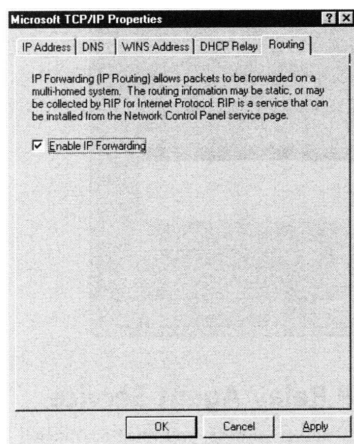 Microsoft TCP/IP Properties
IP Address DNS WINS Address DHCP Relay Routing
IP Forwarding (IP Routing) allows packets to be forwarded on a
multi-homed system. The routing infomation may be static, or may
be collected by RIP for Internet Protocol. RIP is a service that can
be installed from the Network Control Panel service page.
Enable IP Forwarding
OK Cancel Apply